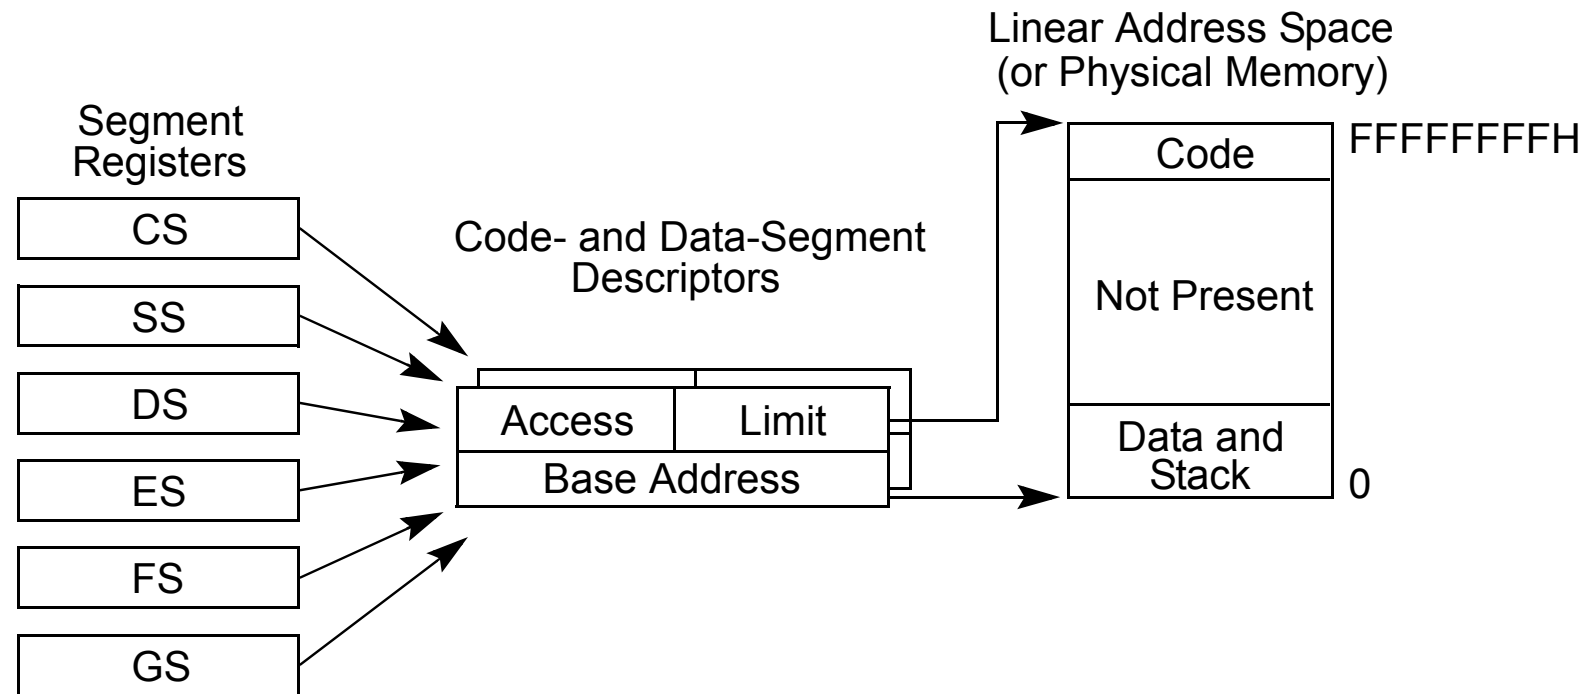 Linear Address Space
(or Physical Memory)
Segment
Registers
CS
SS
DS
ES
FS
GS
Code- and Data-Segment
Descriptors
Access
Limit
Base Address
Code
FFFFFFFFH
Not Present
Data and
Stack
0